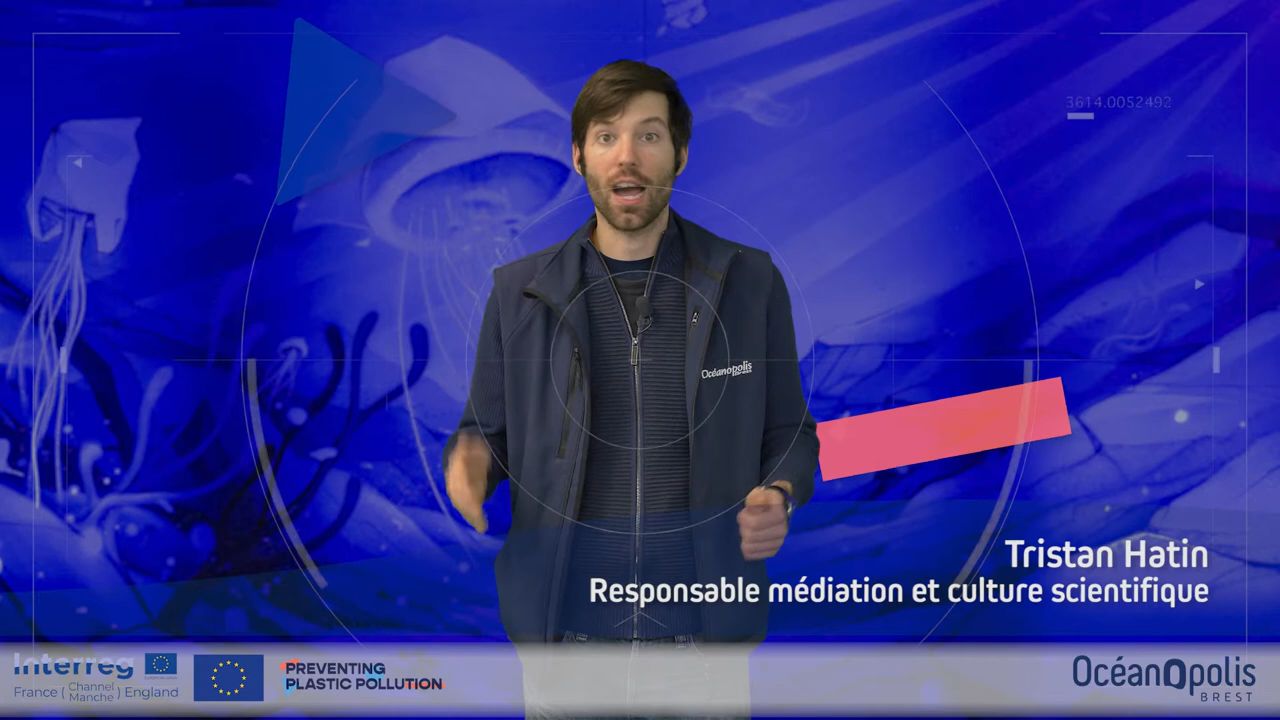 3614.0052492
Océanopolis
BREST
Tristan Hatin
Responsable médiation et culture scientifique
Interreg
France ( Channel Manche ) England
PREVENTING
PLASTIC POLLUTION
OcéanOpolis
BREST